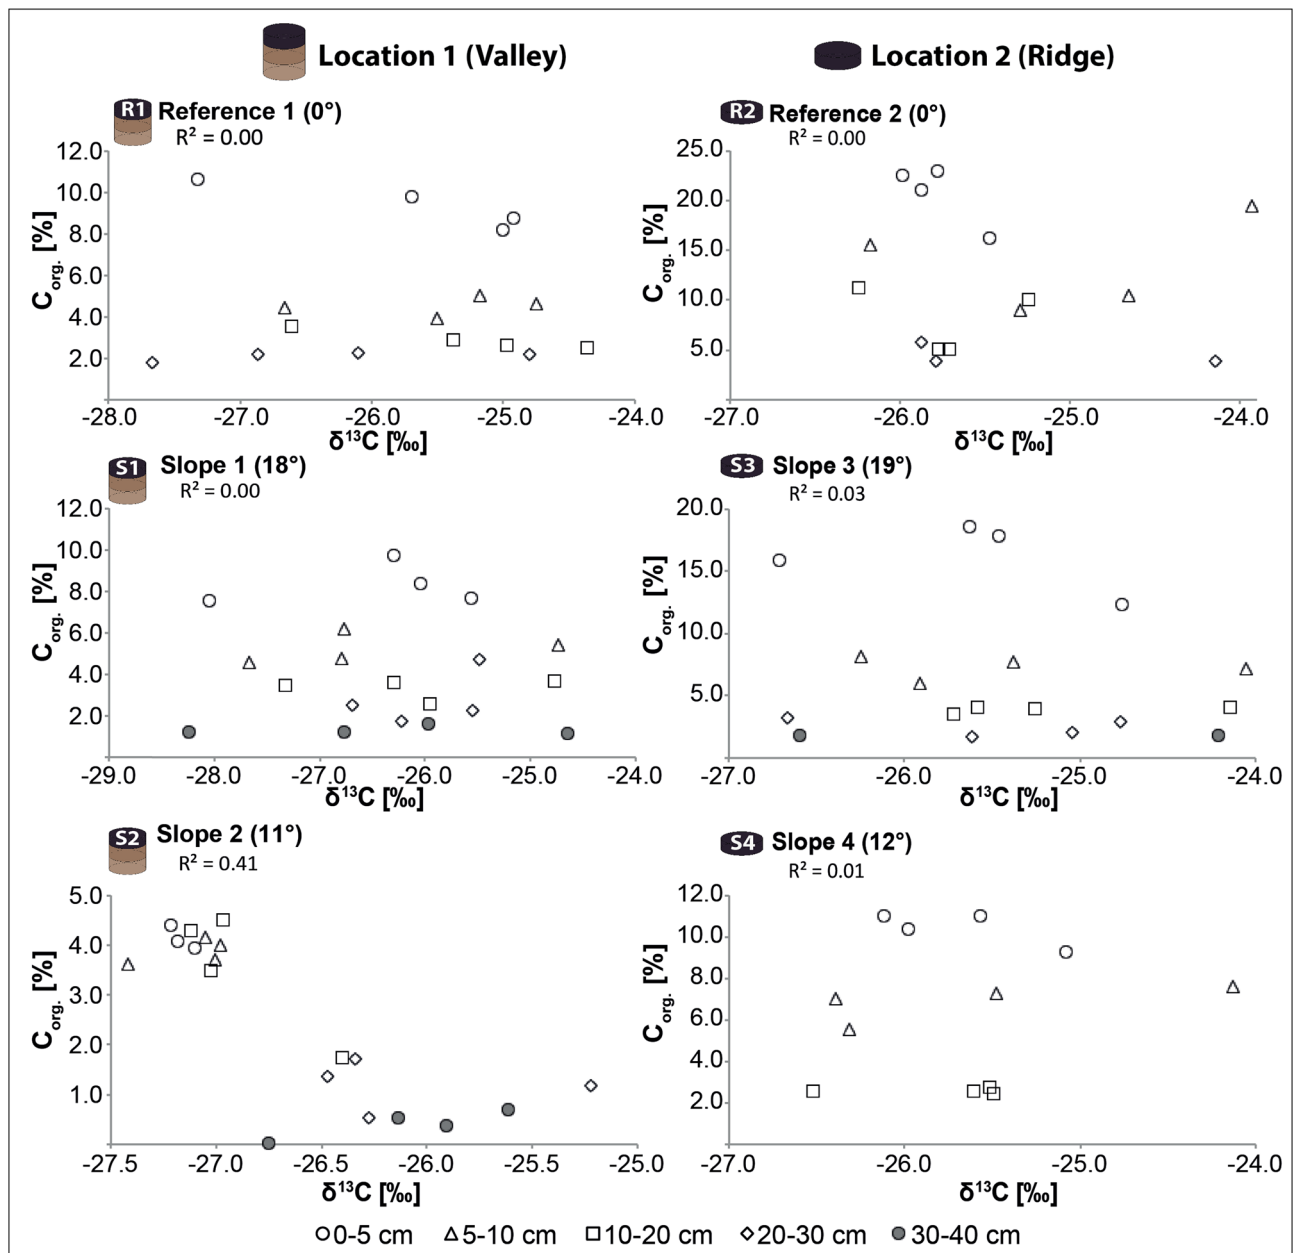 Location 1 (Valley)
Location 2 (Ridge)
R1 Reference 1 (0°)
R² = 0.00
12.0
10.0
8.0
6.0
4.0
2.0
C org. [%]
-28.0 -27.0 -26.0 -25.0 -24.0
δ¹³C [‰]
R2 Reference 2 (0°)
R² = 0.00
25.0
20.0
15.0
10.0
5.0
C org. [%]
-27.0 -26.0 -25.0 -24.0
δ¹³C [‰]
S1 Slope 1 (18°)
R² = 0.00
12.0
10.0
8.0
6.0
4.0
2.0
C org. [%]
-29.0 -28.0 -27.0 -26.0 -25.0 -24.0
δ¹³C [‰]
S3 Slope 3 (19°)
R² = 0.03
20.0
15.0
10.0
5.0
C org. [%]
-27.0 -26.0 -25.0 -24.0
δ¹³C [‰]
S2 Slope 2 (11°)
R² = 0.41
5.0
4.0
3.0
2.0
1.0
C org. [%]
-27.5 -27.0 -26.5 -26.0 -25.5 -25.0
δ¹³C [‰]
S4 Slope 4 (12°)
R² = 0.01
12.0
10.0
8.0
6.0
4.0
2.0
C org. [%]
-27.0 -26.0 -25.0 -24.0
δ¹³C [‰]
0-5 cm 5-10 cm 10-20 cm 20-30 cm 30-40 cm